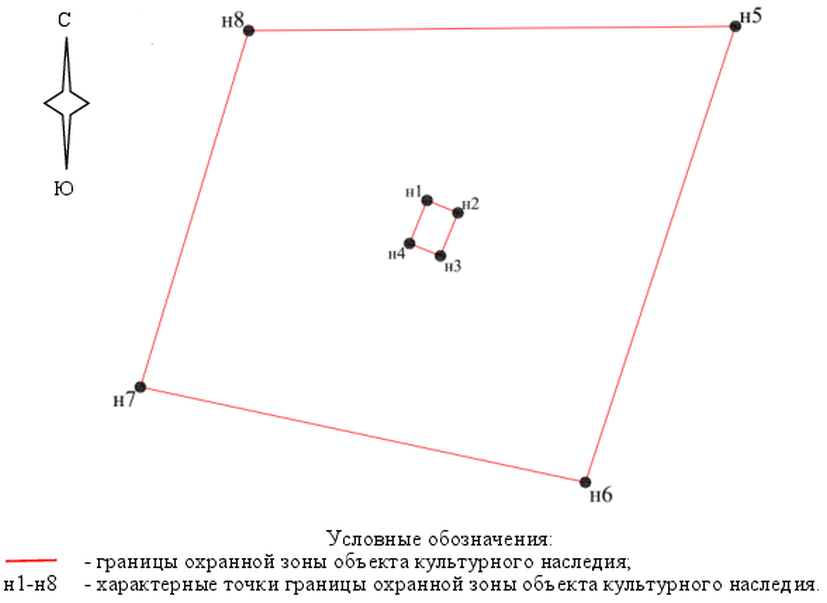 С
н8
н5
н1
н2
н4
н3
Ю
н7
н6
Условные обозначения:
- границы охранной зоны объекта культурного наследия;
н1-н8 - характерные точки границы охранной зоны объекта культурного наследия.